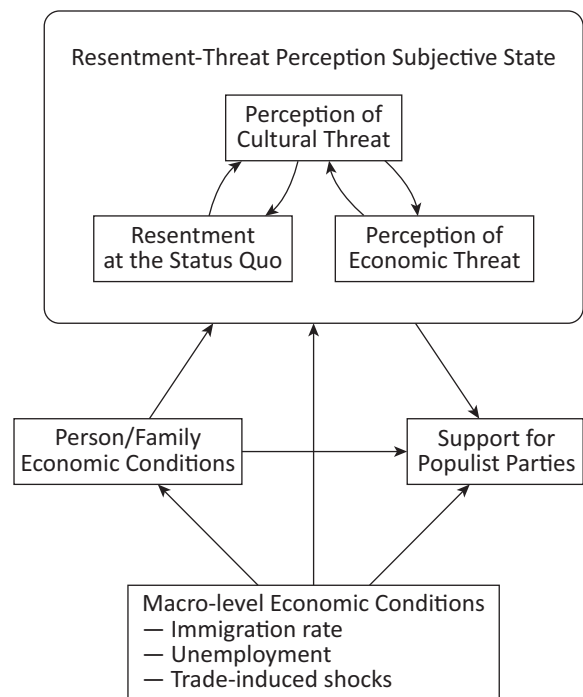 Resentment-Threat Perception Subjective State
Perception of
Cultural Threat
Resentment
at the Status Quo
Perception of
Economic Threat
Person/Family
Economic Conditions
Support for
Populist Parties
Macro-level Economic Conditions
— Immigration rate
— Unemployment
— Trade-induced shocks